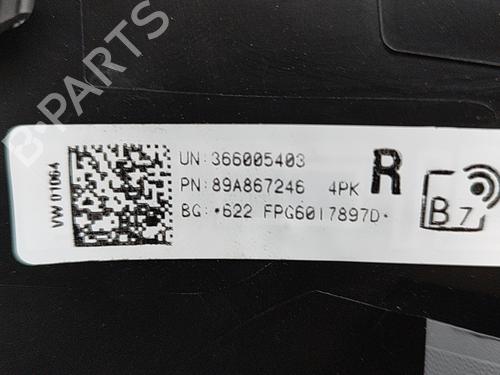 B·PARTS
VW 01064
UN:366005403
PN:89A867246 4PK
BG:•622 FPG6017897D•
R
B7